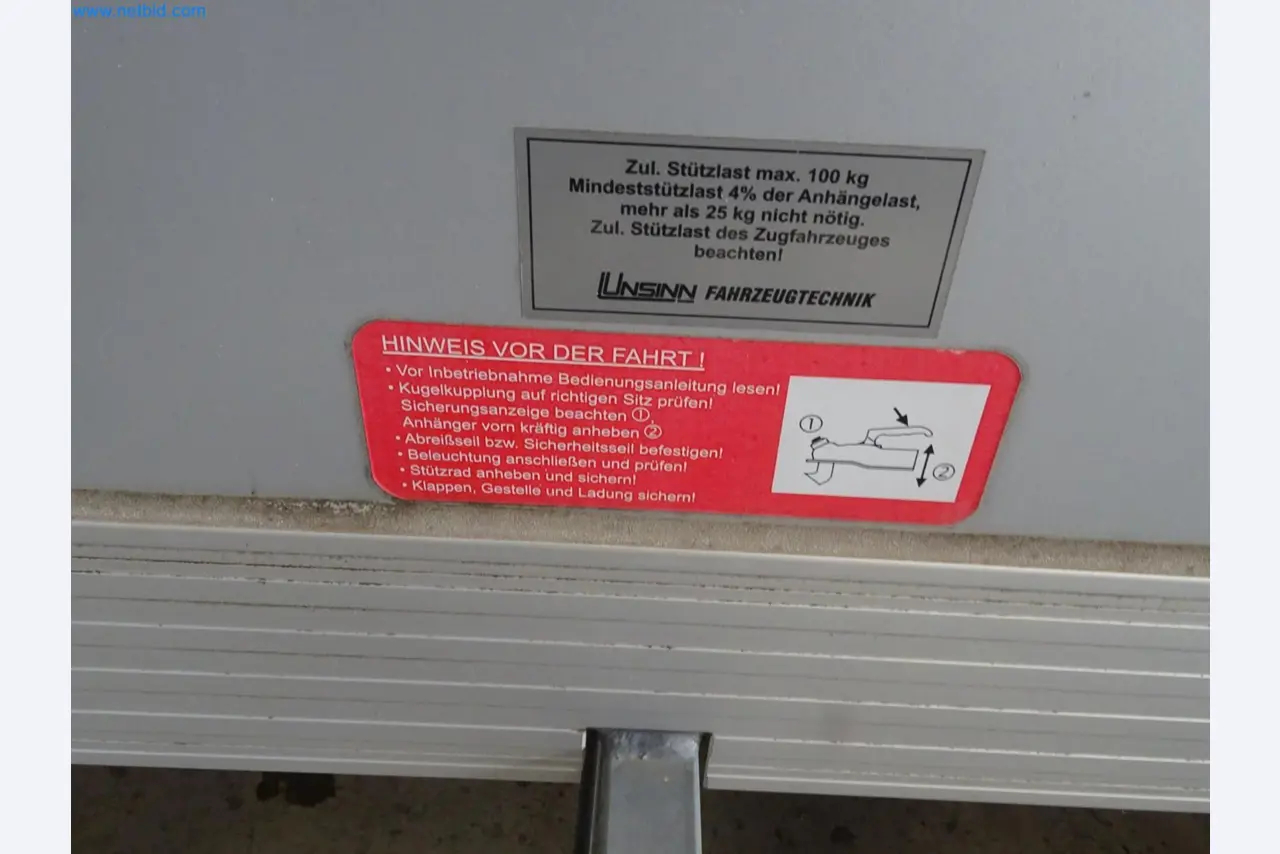 www.netbid.com
Zul. Stützlast max. 100 kg
Mindeststützlast 4% der Anhängelast,
mehr als 25 kg nicht nötig.
Zul. Stützlast des Zugfahrzeuges
beachten!
UNSINN FAHRZEUGTECHNIK
HINWEIS VOR DER FAHRT !
• Vor Inbetriebnahme Bedienungsanleitung lesen!
• Kugelkupplung auf richtigen Sitz prüfen!
Sicherungsanzeige beachten ①,
Anhänger vorn kräftig anheben ②
• Abreißseil bzw. Sicherheitsseil befestigen!
• Beleuchtung anschließen und prüfen!
• Stützrad anheben und sichern!
• Klappen, Gestelle und Ladung sichern!
①
②